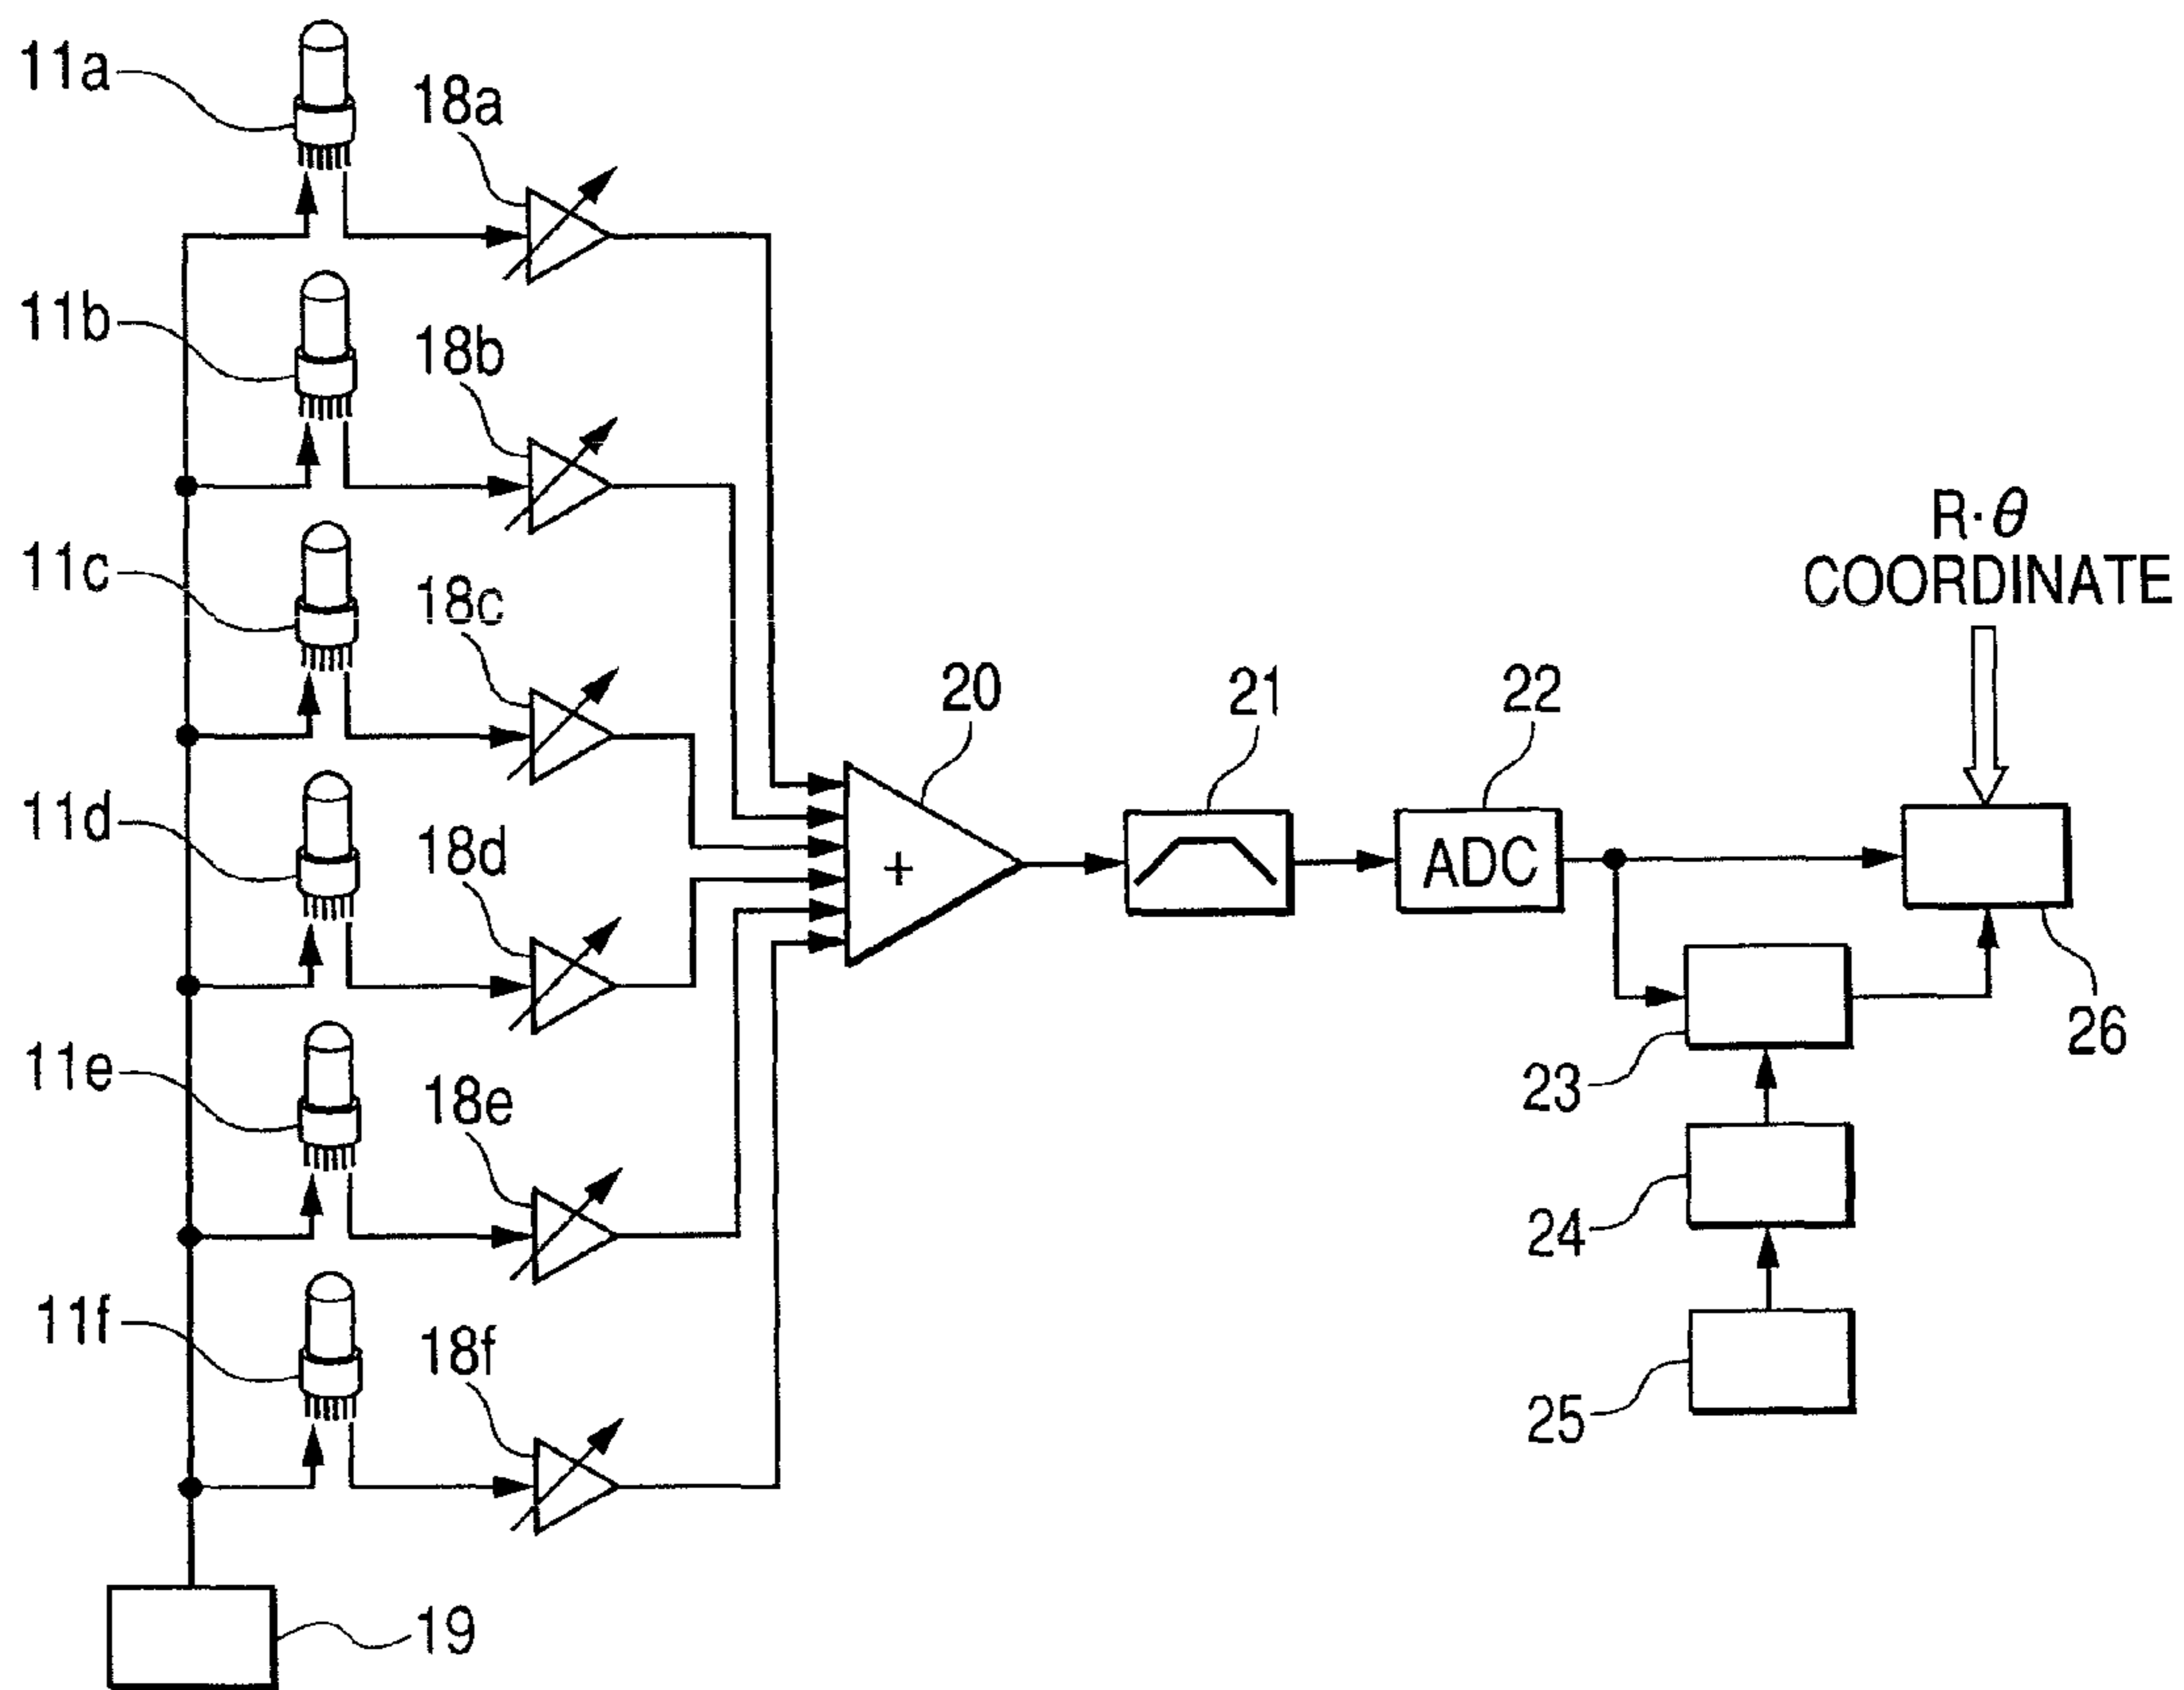 11a
18a
11b
18b
11c
18c
11d
18d
11e
18e
11f
18f
19
20
+
21
22
ADC
R·θ
COORDINATE
23
24
25
26